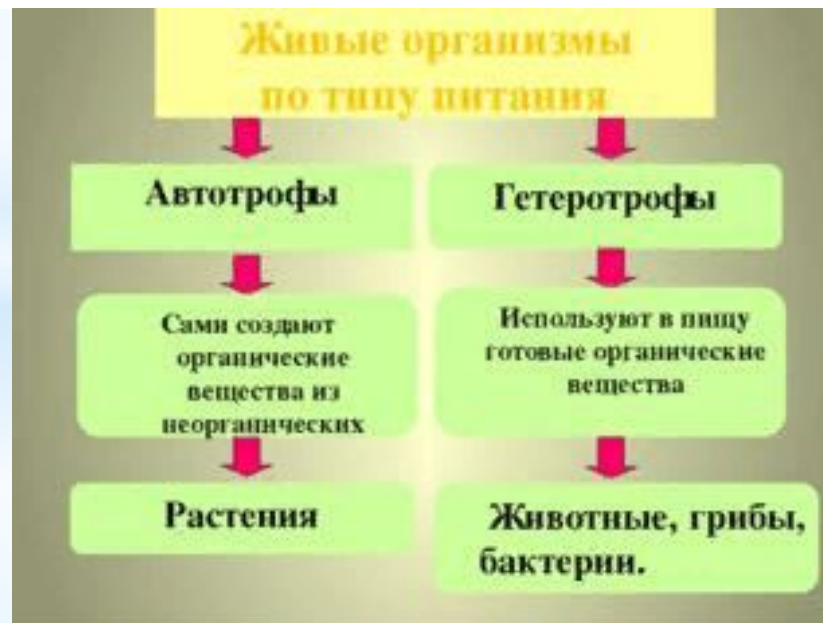 Живые организмы
по типу питания
Автотрофы
Гетеротрофы
Сами создают
органические
вещества из
неорганических
Используют в пищу
готовые органические
вещества
Растения
Животные, грибы,
бактерии.